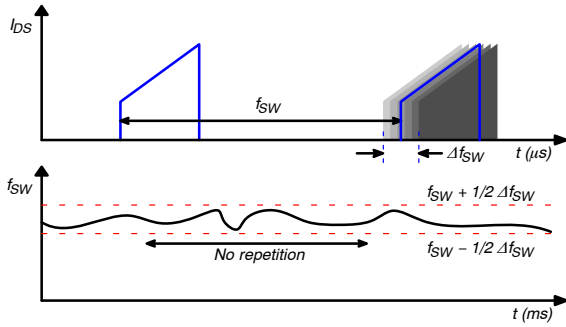 IDS
fSW
ΔfSW
t (μs)
fSW
fSW + 1/2 ΔfSW
fSW − 1/2 ΔfSW
No repetition
t (ms)